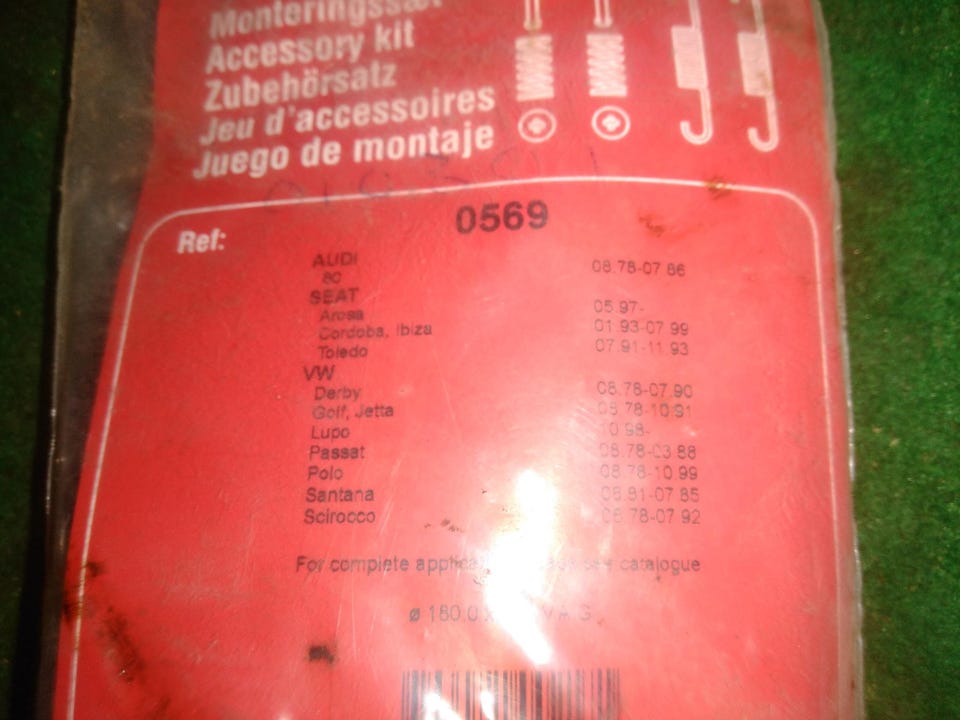 Monteringssæt
Accessory kit
Zubehörsatz
Jeu d'accessoires
Juego de montaje
Ref:
0569
AUDI
80 08.78-07.86
SEAT
Arosa 05.97-
Cordoba, Ibiza 01.93-07.99
Toledo 07.91-11.93
VW
Derby 08.78-07.90
Golf, Jetta 08.78-10.91
Lupo 10.98-
Passat 08.78-03.88
Polo 08.78-10.99
Santana 08.81-07.85
Scirocco 08.78-07.92
For complete see catalogue
ø 180.0 x